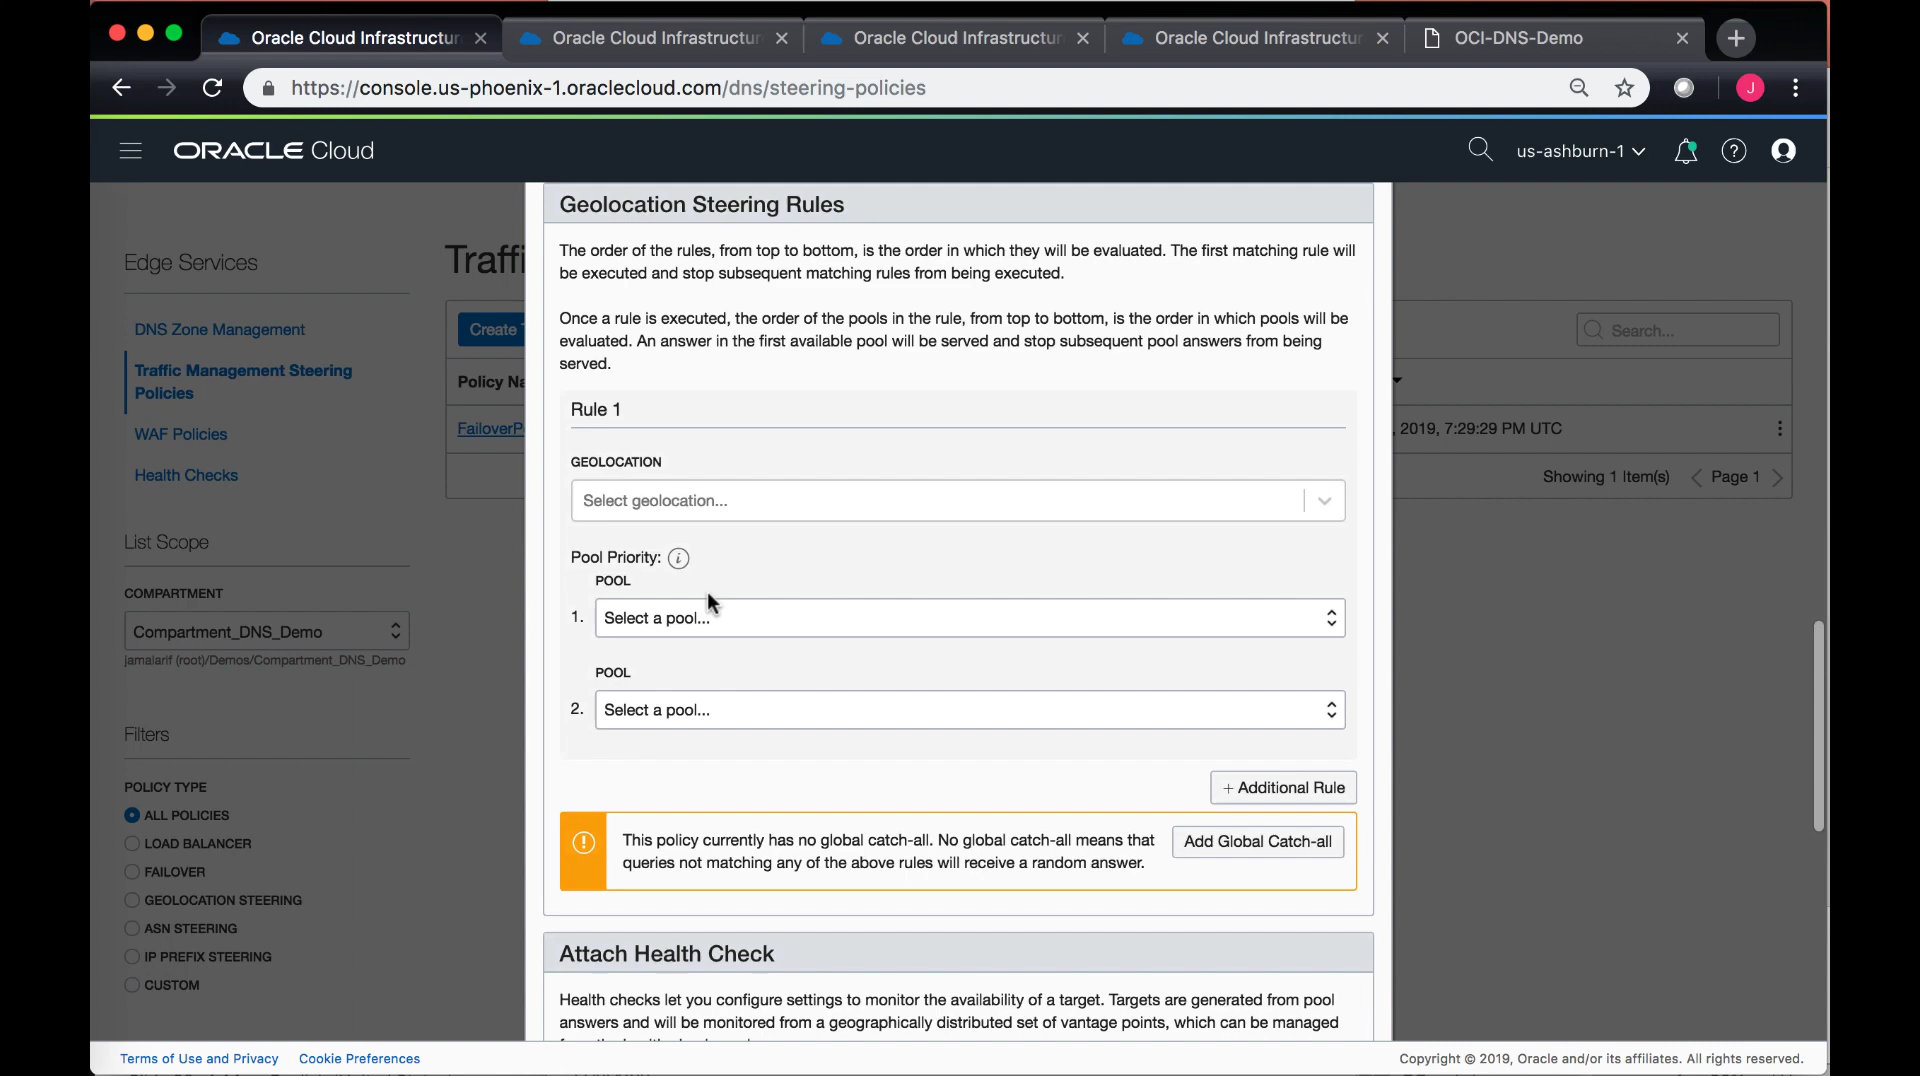 Oracle Cloud Infrastructur
Oracle Cloud Infrastructur
Oracle Cloud Infrastructur
Oracle Cloud Infrastructur
OCI-DNS-Demo
https://console.us-phoenix-1.oraclecloud.com/dns/steering-policies
J
ORACLE Cloud
us-ashburn-1
Edge Services
DNS Zone Management
Traffic Management Steering
Policies
WAF Policies
Health Checks
List Scope
COMPARTMENT
Compartment_DNS_Demo
jamalarif (root)/Demos/Compartment_DNS_Demo
Filters
POLICY TYPE
ALL POLICIES
LOAD BALANCER
FAILOVER
GEOLOCATION STEERING
ASN STEERING
IP PREFIX STEERING
CUSTOM
Traffi
Create T
Search...
Policy Na
FailoverP
, 2019, 7:29:29 PM UTC
Showing 1 Item(s) < Page 1 >
Geolocation Steering Rules
The order of the rules, from top to bottom, is the order in which they will be evaluated. The first matching rule will
be executed and stop subsequent matching rules from being executed.
Once a rule is executed, the order of the pools in the rule, from top to bottom, is the order in which pools will be
evaluated. An answer in the first available pool will be served and stop subsequent pool answers from being
served.
Rule 1
GEOLOCATION
Select geolocation...
Pool Priority:
POOL
1. Select a pool...
POOL
2. Select a pool...
+ Additional Rule
This policy currently has no global catch-all. No global catch-all means that
queries not matching any of the above rules will receive a random answer.
Add Global Catch-all
Attach Health Check
Health checks let you configure settings to monitor the availability of a target. Targets are generated from pool
answers and will be monitored from a geographically distributed set of vantage points, which can be managed
Terms of Use and Privacy Cookie Preferences
Copyright © 2019, Oracle and/or its affiliates. All rights reserved.